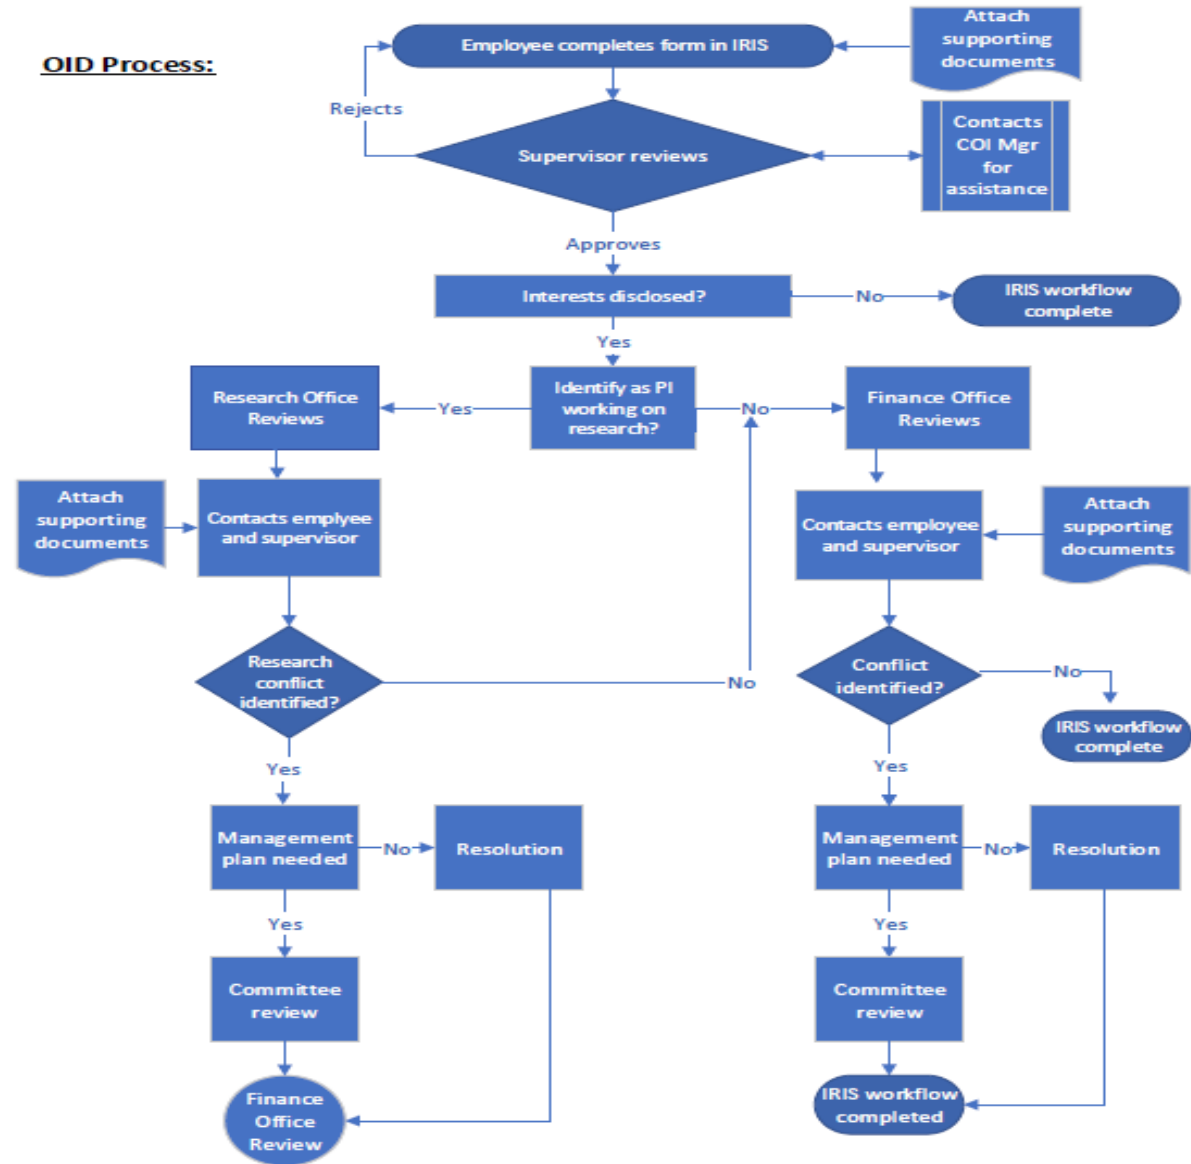 Employee completes form in IRIS
Attach
supporting
documents
OID Process:
Rejects
Supervisor reviews
Contacts
COI Mgr
for
assistance
Approves
Interests disclosed?
No
IRIS workflow
complete
Yes
Research Office
Reviews
Yes
Identify as PI
working on
research?
No
Finance Office
Reviews
Attach
supporting
documents
Contacts emplyee
and supervisor
Contacts employee
and supervisor
Attach
supporting
documents
Research
conflict
identified?
No
Conflict
identified?
No
IRIS workflow
complete
Yes
Yes
Management
plan needed
No
Resolution
Management
plan needed
No
Resolution
Yes
Yes
Committee
review
Committee
review
Finance
Office
Review
IRIS workflow
completed